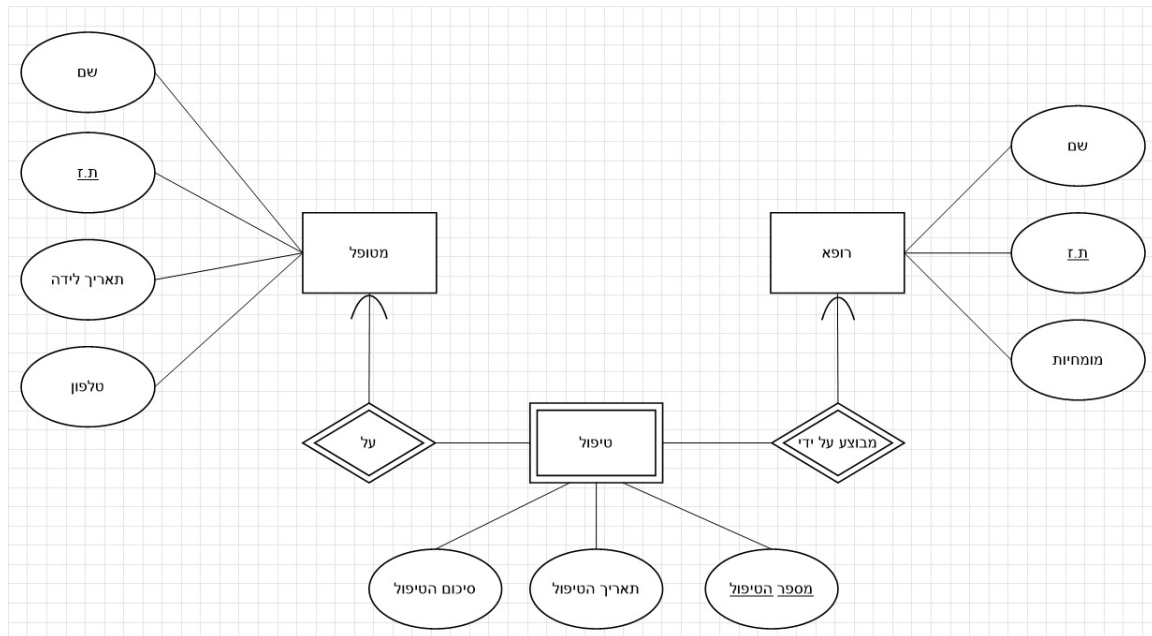 שם
ת.ז
תאריך לידה
טלפון
מטופל
רופא
שם
ת.ז
מומחיות
על
טיפול
מבוצע על ידי
סיכום הטיפול
תאריך הטיפול
מספר הטיפול